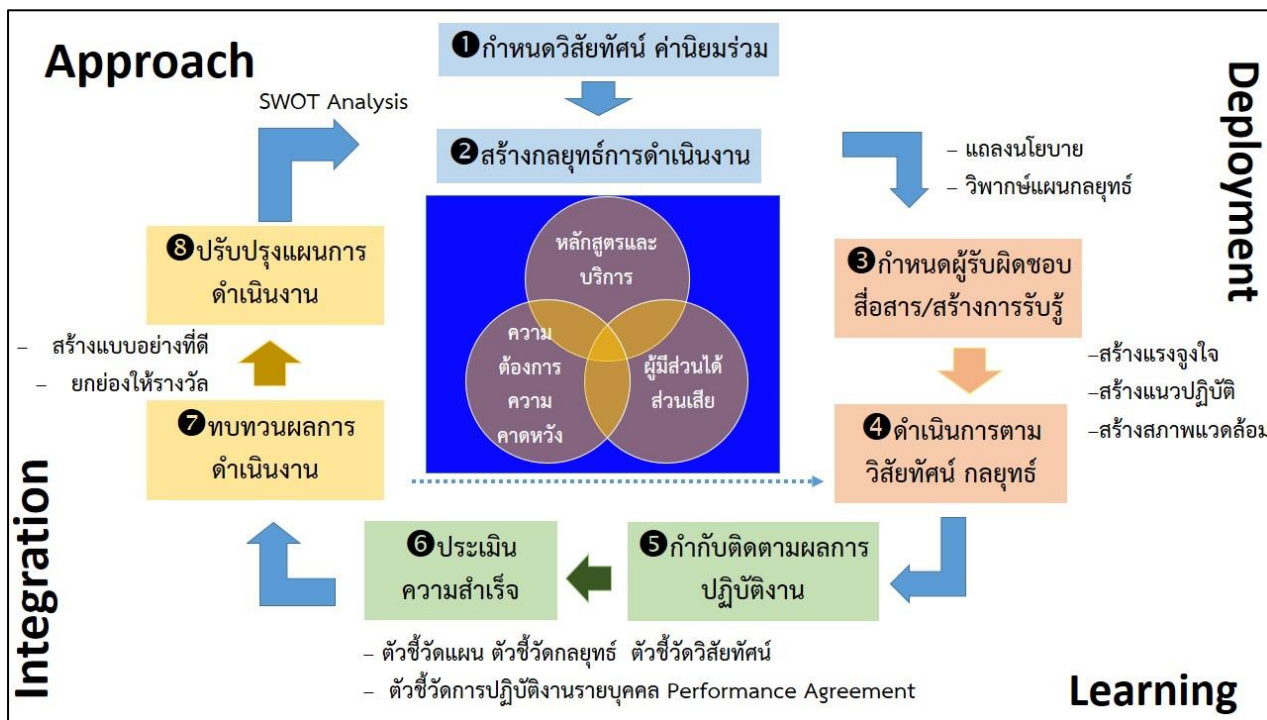 Approach
❶กำหนดวิสัยทัศน์ ค่านิยมร่วม
SWOT Analysis
❷สร้างกลยุทธ์การดำเนินงาน
Deployment
– แถลงนโยบาย
– วิพากษ์แผนกลยุทธ์
หลักสูตรและ
บริการ
ความ
ต้องการ
ความ
คาดหวัง
ผู้มีส่วนได้
ส่วนเสีย
❸กำหนดผู้รับผิดชอบ
สื่อสาร/สร้างการรับรู้
–สร้างแรงจูงใจ
–สร้างแนวปฏิบัติ
–สร้างสภาพแวดล้อม
❹ดำเนินการตาม
วิสัยทัศน์ กลยุทธ์
❺กำกับติดตามผลการ
ปฏิบัติงาน
❻ประเมิน
ความสำเร็จ
– ตัวชี้วัดแผน ตัวชี้วัดกลยุทธ์ ตัวชี้วัดวิสัยทัศน์
– ตัวชี้วัดการปฏิบัติงานรายบุคคล Performance Agreement
Learning
❼ทบทวนผลการ
ดำเนินงาน
– สร้างแบบอย่างที่ดี
– ยกย่องให้รางวัล
❽ปรับปรุงแผนการ
ดำเนินงาน
Integration